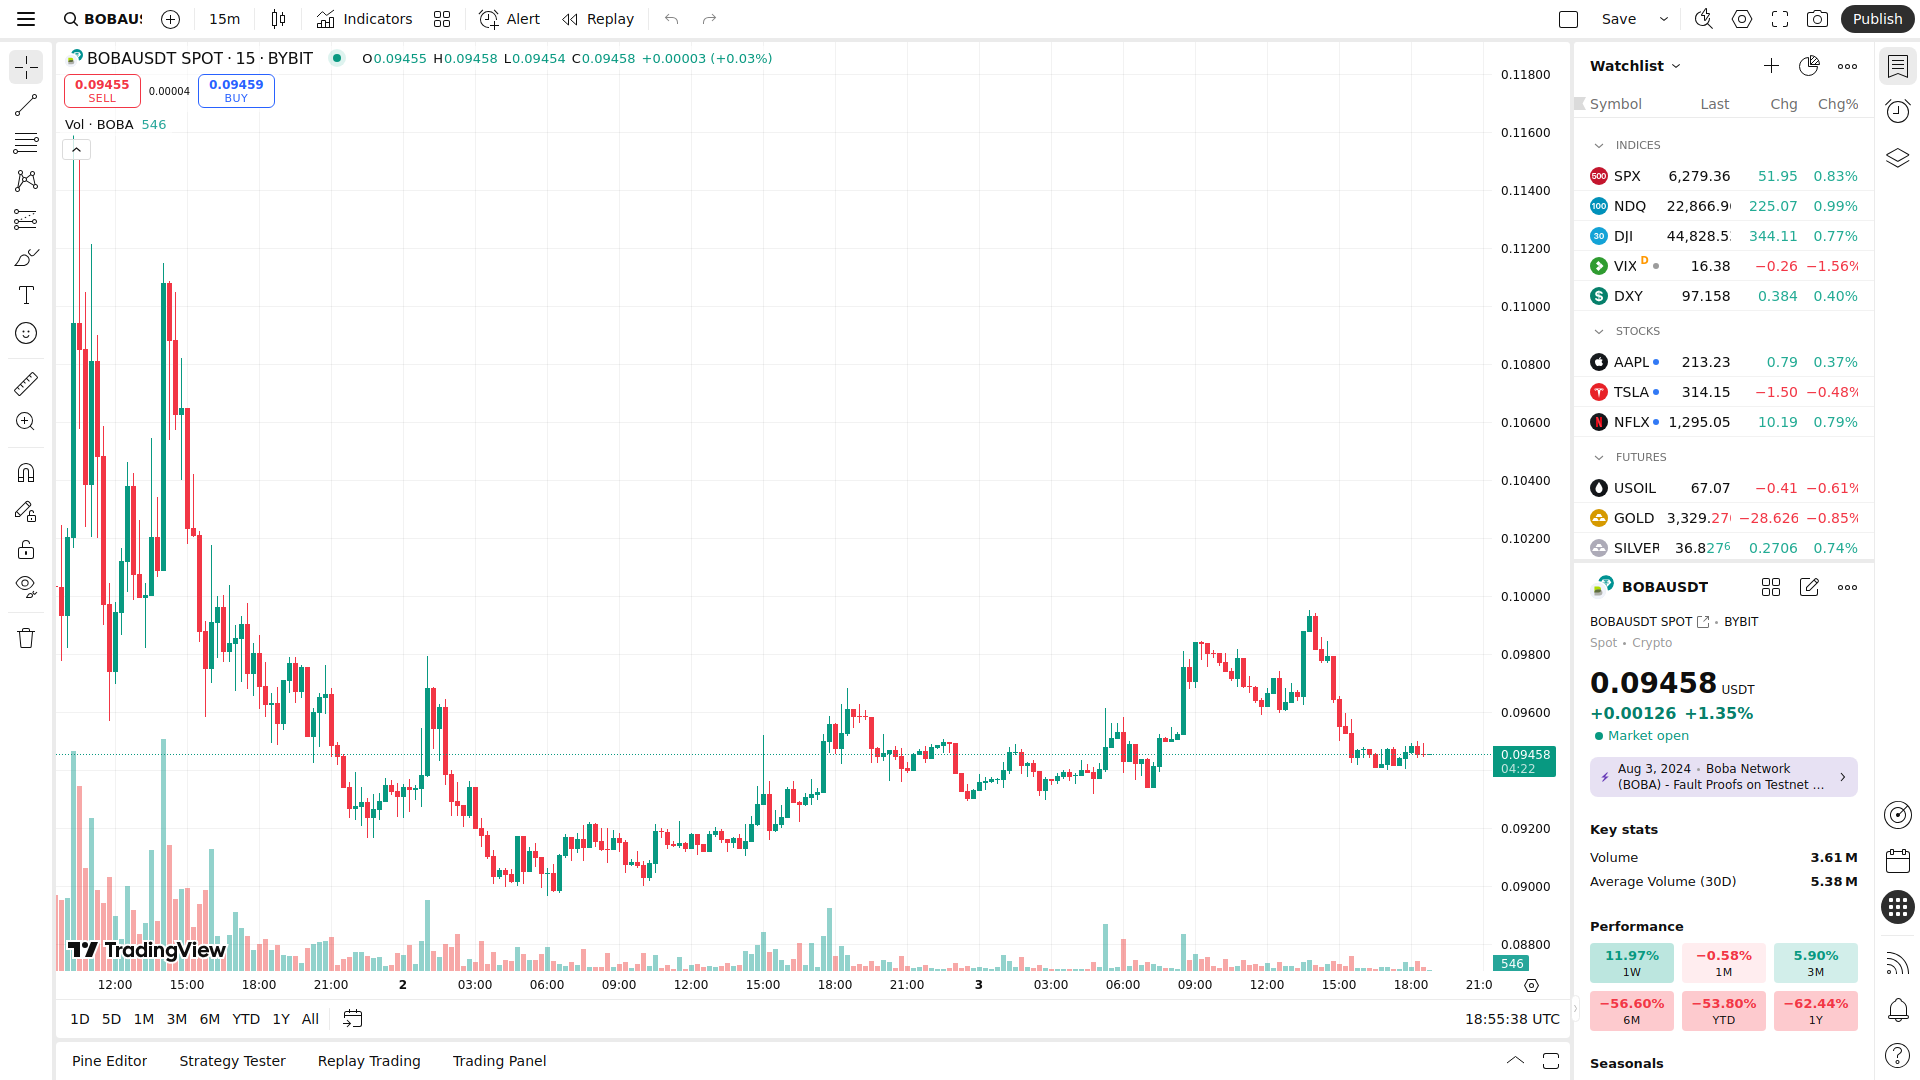 BOBAUS
15m
Indicators
Alert
Replay
Save
Publish
BOBAUSDT SPOT · 15 · BYBIT
O0.09455 H0.09458 L0.09454 C0.09458 +0.00003 (+0.03%)
0.09455
SELL
0.00004
0.09459
BUY
Vol · BOBA 546
0.11800
0.11600
0.11400
0.11200
0.11000
0.10800
0.10600
0.10400
0.10200
0.10000
0.09800
0.09600
0.09458
04:22
0.09200
0.09000
0.08800
546
TradingView
12:00 15:00 18:00 21:00 2 03:00 06:00 09:00 12:00 15:00 18:00 21:00 3 03:00 06:00 09:00 12:00 15:00 18:00 21:0
1D 5D 1M 3M 6M YTD 1Y All
18:55:38 UTC
Pine Editor Strategy Tester Replay Trading Trading Panel
Watchlist
Symbol Last Chg Chg%
INDICES
500 SPX 6,279.36 51.95 0.83%
100 NDQ 22,866.9 225.07 0.99%
30 DJI 44,828.5 344.11 0.77%
VIX D 16.38 −0.26 −1.56%
$ DXY 97.158 0.384 0.40%
STOCKS
AAPL 213.23 0.79 0.37%
TSLA 314.15 −1.50 −0.48%
NFLX 1,295.05 10.19 0.79%
FUTURES
USOIL 67.07 −0.41 −0.61%
GOLD 3,329.27 −28.626 −0.85%
SILVER 36.8276 0.2706 0.74%
BOBAUSDT
BOBAUSDT SPOT • BYBIT
Spot • Crypto
0.09458 USDT
+0.00126 +1.35%
Market open
Aug 3, 2024 • Boba Network
(BOBA) - Fault Proofs on Testnet ...
Key stats
Volume 3.61 M
Average Volume (30D) 5.38 M
Performance
11.97% −0.58% 5.90%
1W 1M 3M
−56.60% −53.80% −62.44%
6M YTD 1Y
Seasonals